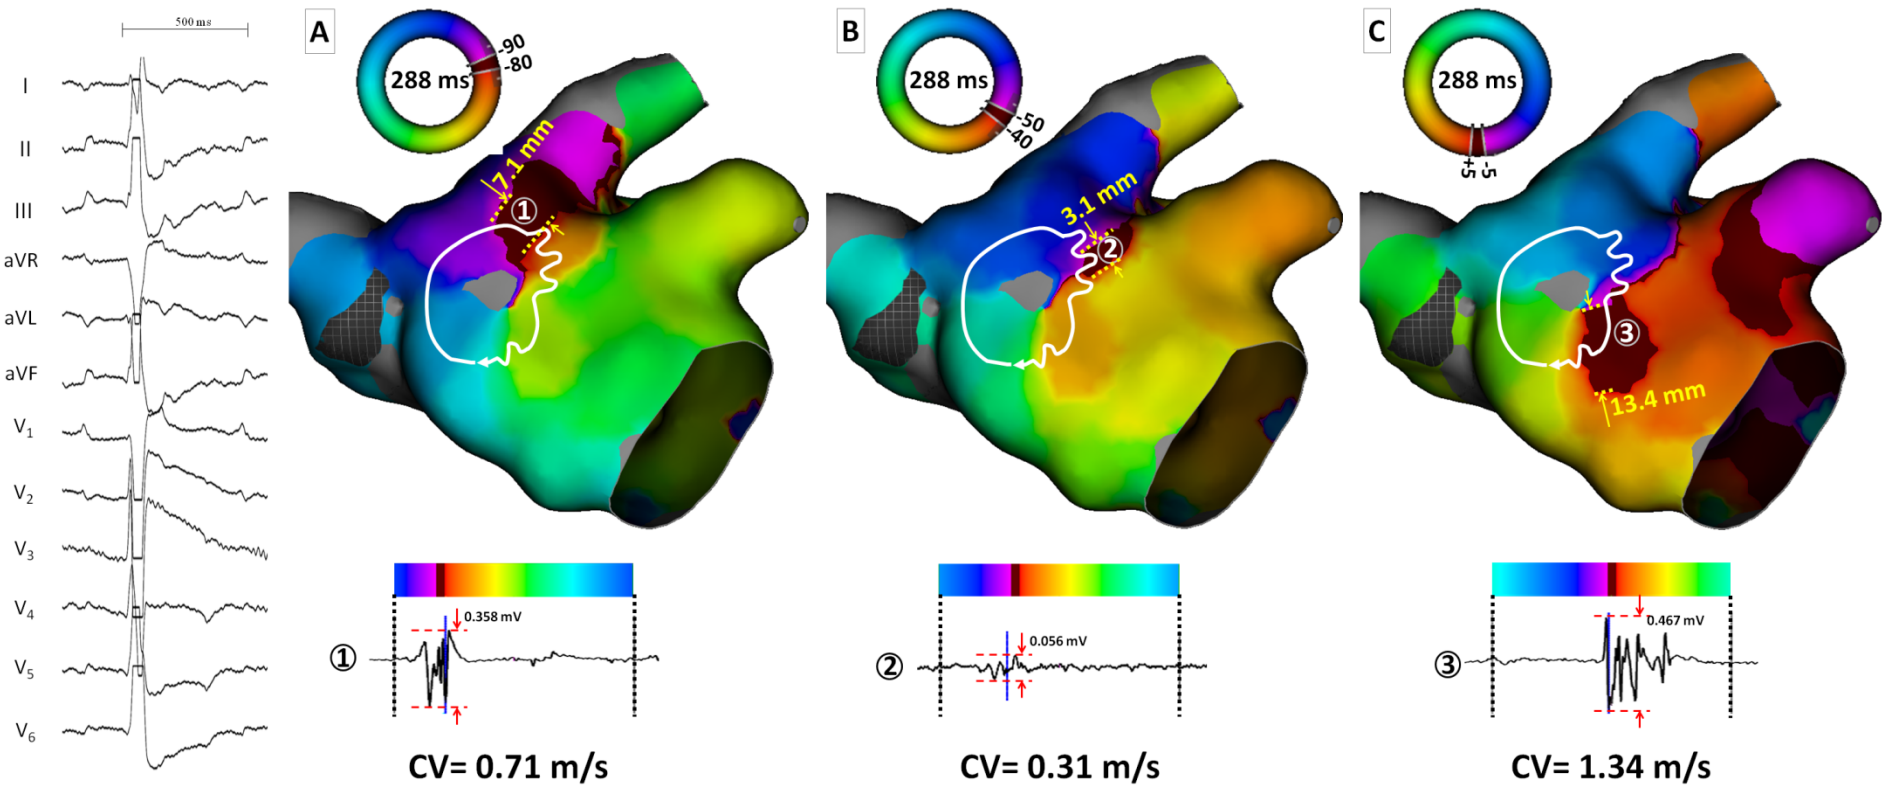 500 ms
I
II
III
aVR
aVL
aVF
V1
V2
V3
V4
V5
V6
A
288 ms
-90
-80
7.1 mm
①
0.358 mV
①
CV= 0.71 m/s
B
288 ms
-50
-40
3.1 mm
②
0.056 mV
②
CV= 0.31 m/s
C
288 ms
+5
-5
③
13.4 mm
0.467 mV
③
CV= 1.34 m/s